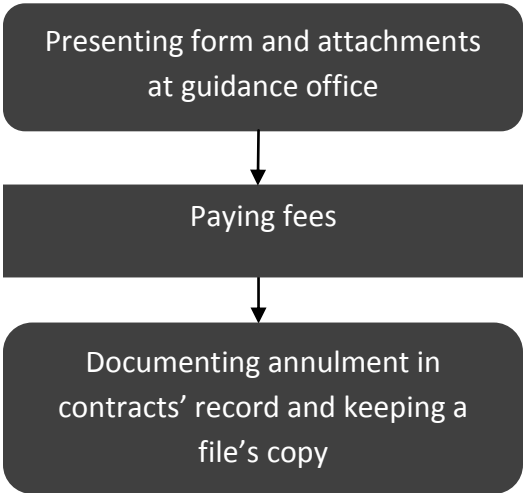 Presenting form and attachments
at guidance office
Paying fees
Documenting annulment in
contracts’ record and keeping a
file’s copy